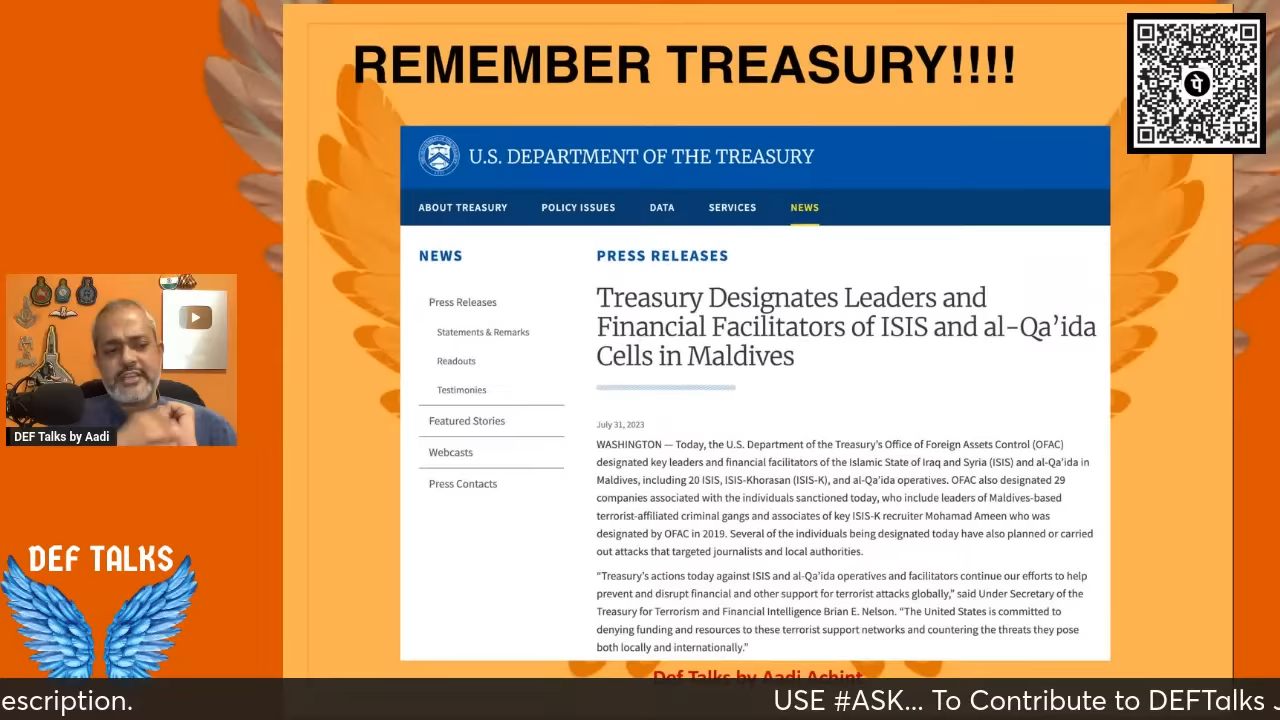 REMEMBER TREASURY!!!!
पे
U.S. DEPARTMENT OF THE TREASURY
ABOUT TREASURY POLICY ISSUES DATA SERVICES NEWS
NEWS
Press Releases
Statements & Remarks
Readouts
Testimonies
Featured Stories
Webcasts
Press Contacts
PRESS RELEASES
Treasury Designates Leaders and
Financial Facilitators of ISIS and al-Qa’ida
Cells in Maldives
July 31, 2023
WASHINGTON — Today, the U.S. Department of the Treasury’s Office of Foreign Assets Control (OFAC)
designated key leaders and financial facilitators of the Islamic State of Iraq and Syria (ISIS) and al-Qa’ida in
Maldives, including 20 ISIS, ISIS-Khorasan (ISIS-K), and al-Qa’ida operatives. OFAC also designated 29
companies associated with the individuals sanctioned today, who include leaders of Maldives-based
terrorist-affiliated criminal gangs and associates of key ISIS-K recruiter Mohamad Ameen who was
designated by OFAC in 2019. Several of the individuals being designated today have also planned or carried
out attacks that targeted journalists and local authorities.
“Treasury’s actions today against ISIS and al-Qa’ida operatives and facilitators continue our efforts to help
prevent and disrupt financial and other support for terrorist attacks globally,” said Under Secretary of the
Treasury for Terrorism and Financial Intelligence Brian E. Nelson. “The United States is committed to
denying funding and resources to these terrorist support networks and countering the threats they pose
both locally and internationally.”
DEF Talks by Aadi
DEF TALKS
Def Talks by Aadi Achint
escription. USE #ASK... To Contribute to DEFTalks